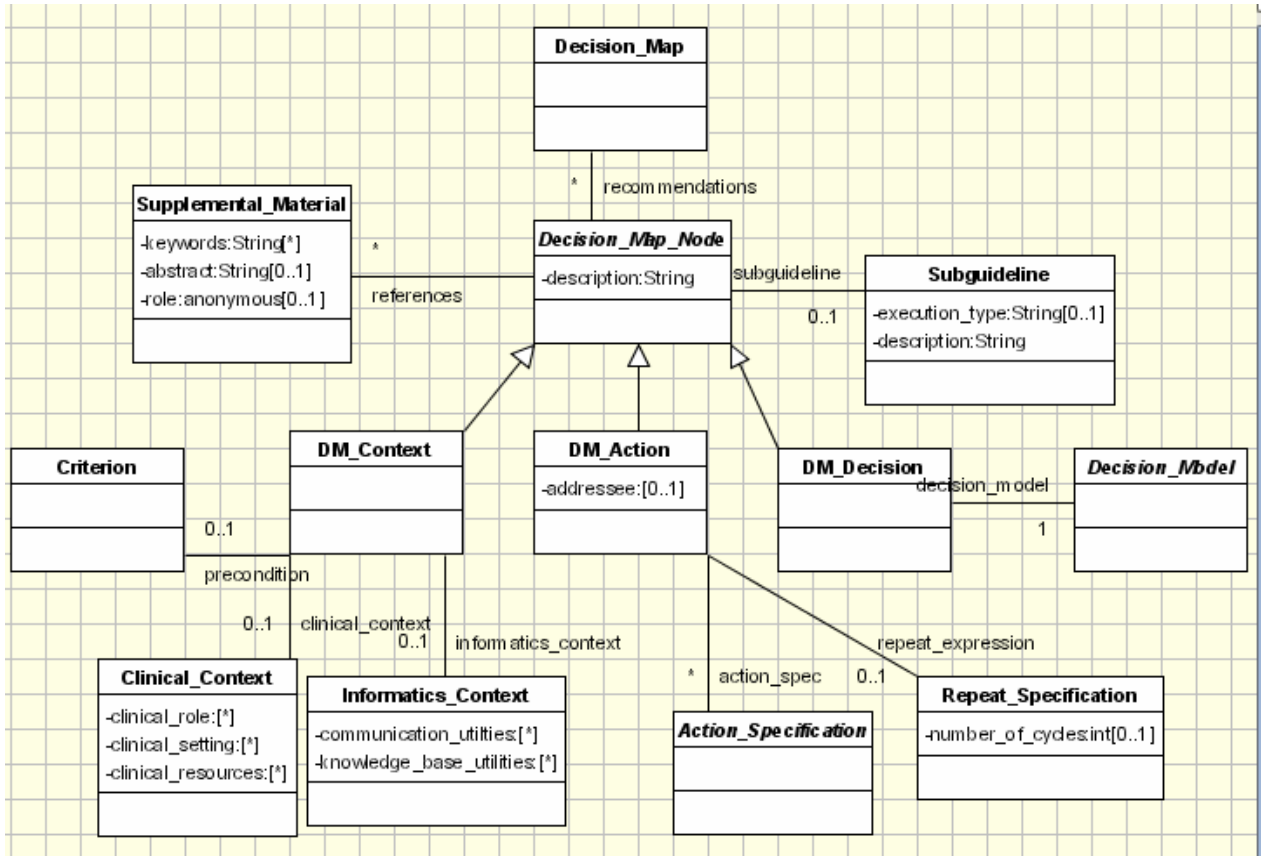 Decision_Map
* recommendations
Supplemental_Material
-keywords:String[*]
-abstract:String[0..1]
-role:anonymous[0..1]
*
references
Decision_Map_Node
-description:String
subguideline
0..1
Subguideline
-execution_type:String[0..1]
-description:String
Criterion
DM_Context
DM_Action
-addressee:[0..1]
DM_Decision
decision_model
1
Decision_Model
0..1
precondition
0..1 clinical_context
0..1 informatics_context
* action_spec
repeat_expression
0..1
Clinical_Context
-clinical_role:[*]
-clinical_setting:[*]
-clinical_resources:[*]
Informatics_Context
-communication_utilties:[*]
-knowledge_base_utilities:[*]
Action_Specification
Repeat_Specification
-number_of_cycles:int[0..1]